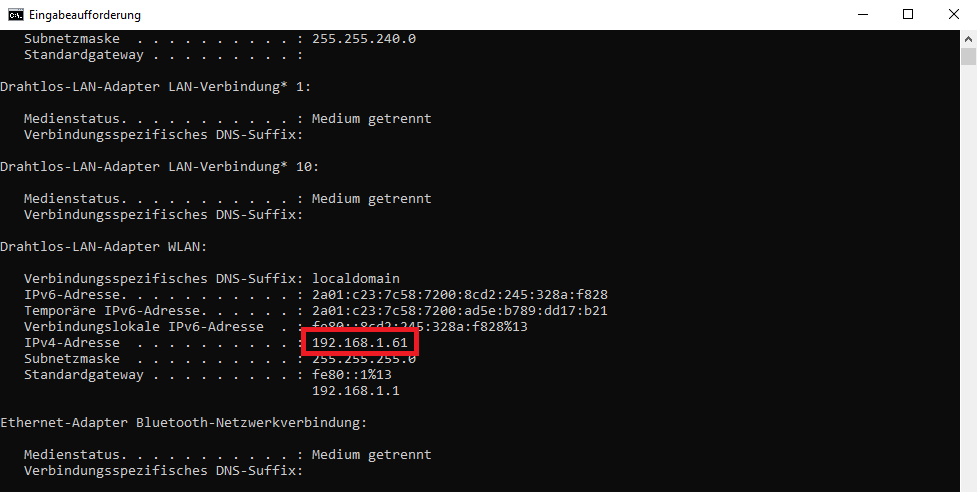 Eingabeaufforderung
Subnetzmaske . . . . . . . . . . : 255.255.240.0
Standardgateway . . . . . . . . . :
Drahtlos-LAN-Adapter LAN-Verbindung* 1:
Medienstatus. . . . . . . . . . . : Medium getrennt
Verbindungsspezifisches DNS-Suffix:
Drahtlos-LAN-Adapter LAN-Verbindung* 10:
Medienstatus. . . . . . . . . . . : Medium getrennt
Verbindungsspezifisches DNS-Suffix:
Drahtlos-LAN-Adapter WLAN:
Verbindungsspezifisches DNS-Suffix: localdomain
IPv6-Adresse. . . . . . . . . . . : 2a01:c23:7c58:7200:8cd2:245:328a:f828
Temporäre IPv6-Adresse. . . . . . : 2a01:c23:7c58:7200:ad5e:b789:dd17:b21
Verbindungslokale IPv6-Adresse  . : fe80::8cd2:245:328a:f828%13
IPv4-Adresse  . . . . . . . . . . : 192.168.1.61
Subnetzmaske  . . . . . . . . . . : 255.255.255.0
Standardgateway . . . . . . . . . : fe80::1%13
192.168.1.1
Ethernet-Adapter Bluetooth-Netzwerkverbindung:
Medienstatus. . . . . . . . . . . : Medium getrennt
Verbindungsspezifisches DNS-Suffix: